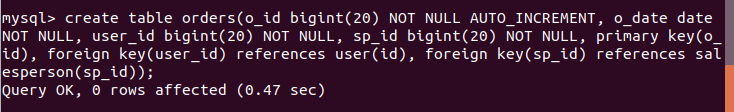 mysql> create table orders(o_id bigint(20) NOT NULL AUTO_INCREMENT, o_date date
NOT NULL, user_id bigint(20) NOT NULL, sp_id bigint(20) NOT NULL, primary key(o_
id), foreign key(user_id) references user(id), foreign key(sp_id) references sal
esperson(sp_id));
Query OK, 0 rows affected (0.47 sec)